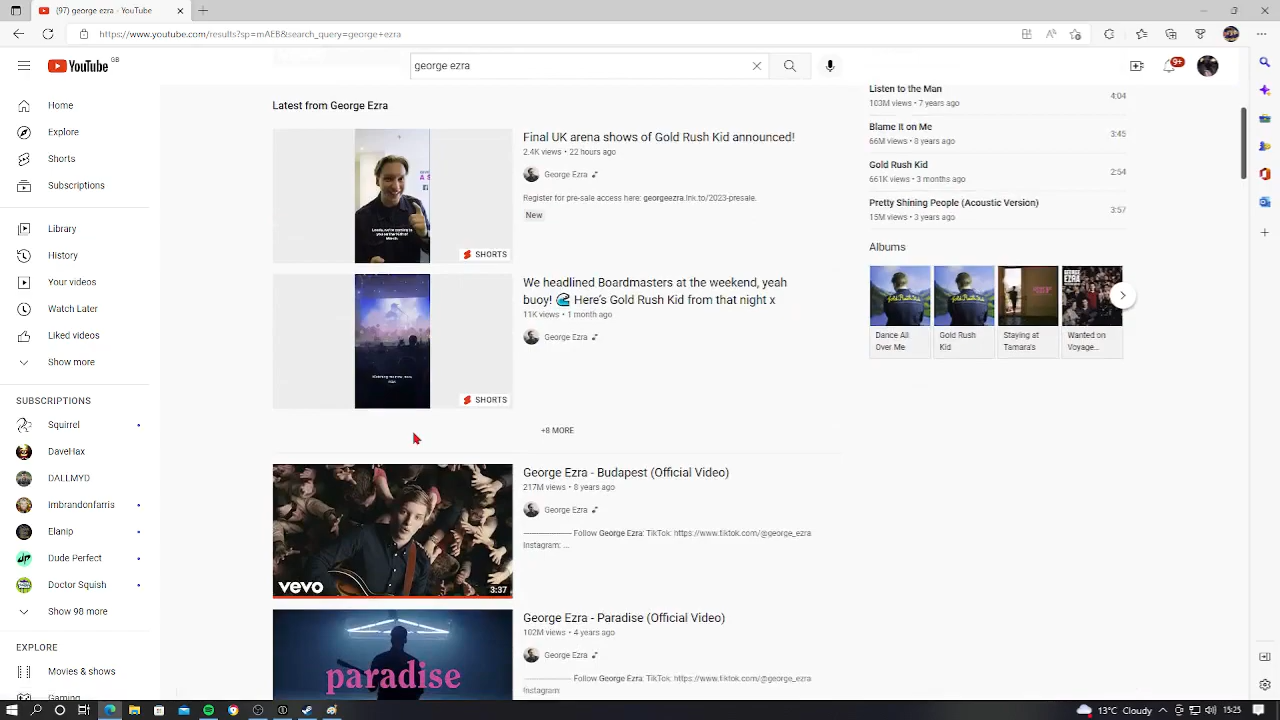 (97) george ezra - YouTube
https://www.youtube.com/results?sp=mAEB&search_query=george+ezra
YouTube GB
george ezra
9+
Home
Explore
Shorts
Subscriptions
Library
History
Your videos
Watch later
Liked videos
Show more
SUBSCRIPTIONS
Squirrol
DaveHax
DALLMYD
Imbrandonfarris
Elanip
Dude Perfect
Doctor Squish
Show 98 more
EXPLORE
Movies & shows
Gaming
Latest from George Ezra
SHORTS
Final UK arena shows of Gold Rush Kid announced!
2.4K views • 22 hours ago
George Ezra
Register for pre-sale access here: georgeezra.lnk.to/2023-presale.
New
SHORTS
We headlined Boardmasters at the weekend, yeah
buoy! 🌊 Here's Gold Rush Kid from that night x
11K views • 1 month ago
George Ezra
+8 MORE
vevo
3:37
George Ezra - Budapest (Official Video)
217M views • 8 years ago
George Ezra
Follow George Ezra: TikTok: https://www.tiktok.com/@george_ezra
Instagram: ...
paradise
George Ezra - Paradise (Official Video)
102M views • 4 years ago
George Ezra
Follow George Ezra: TikTok: https://www.tiktok.com/@george_ezra
Instagram:
Listen to the Man
4:04
103M views • 7 years ago
Blame It on Me
3:45
66M views • 8 years ago
Gold Rush Kid
2:54
661K views • 3 months ago
Pretty Shining People (Acoustic Version)
3:57
15M views • 3 years ago
Albums
Dance All
Over Me
Gold Rush
Kid
Staying at
Tamara's
Wanted on
Voyage...
13°C Cloudy
15:25